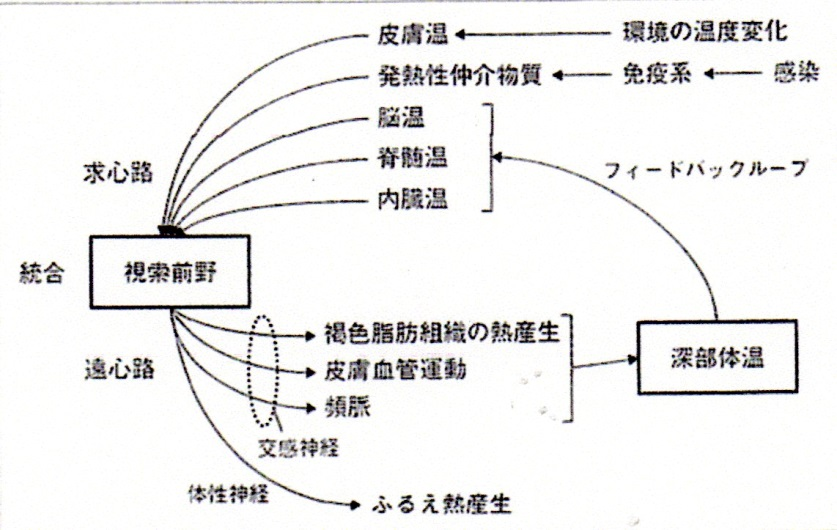 皮膚温 環境の温度変化
発熱性仲介物質 免疫系 感染
脳温
脊髄温
内臓温
フィードバックループ
求心路
統合
視索前野
褐色脂肪組織の熱産生
皮膚血管運動
頻脈
深部体温
遠心路
交感神経
体性神経
ふるえ熱産生